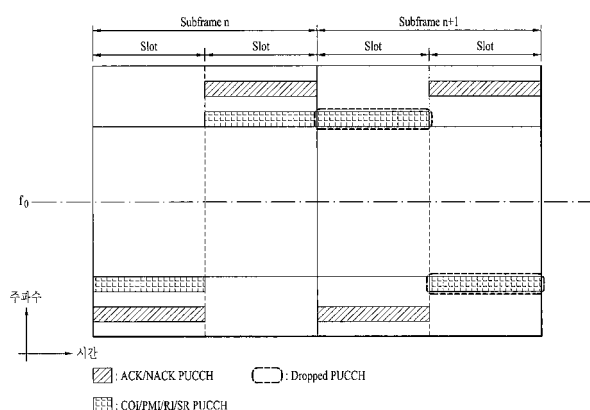 Subframe n Subframe n+1
Slot Slot Slot Slot
f0
주파수
시간
: ACK/NACK PUCCH : Dropped PUCCH
: CQI/PMI/RI/SR PUCCH